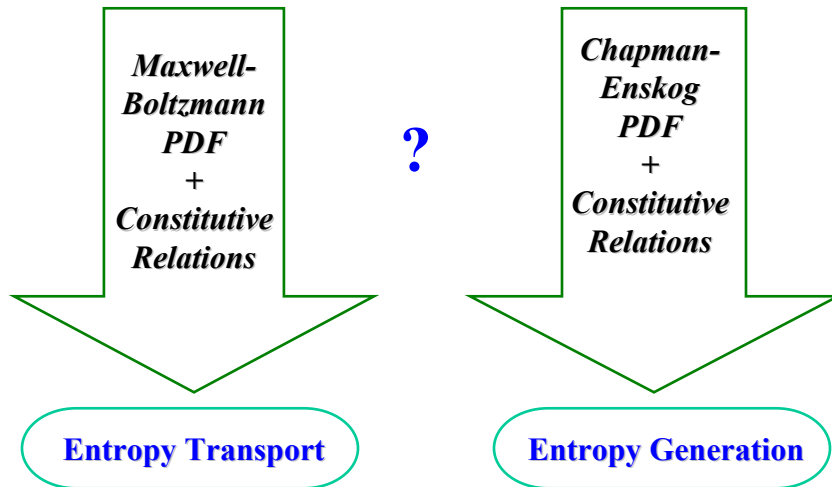 Maxwell-
Boltzmann
PDF
+
Constitutive
Relations
?
Chapman-
Enskog
PDF
+
Constitutive
Relations
Entropy Transport
Entropy Generation